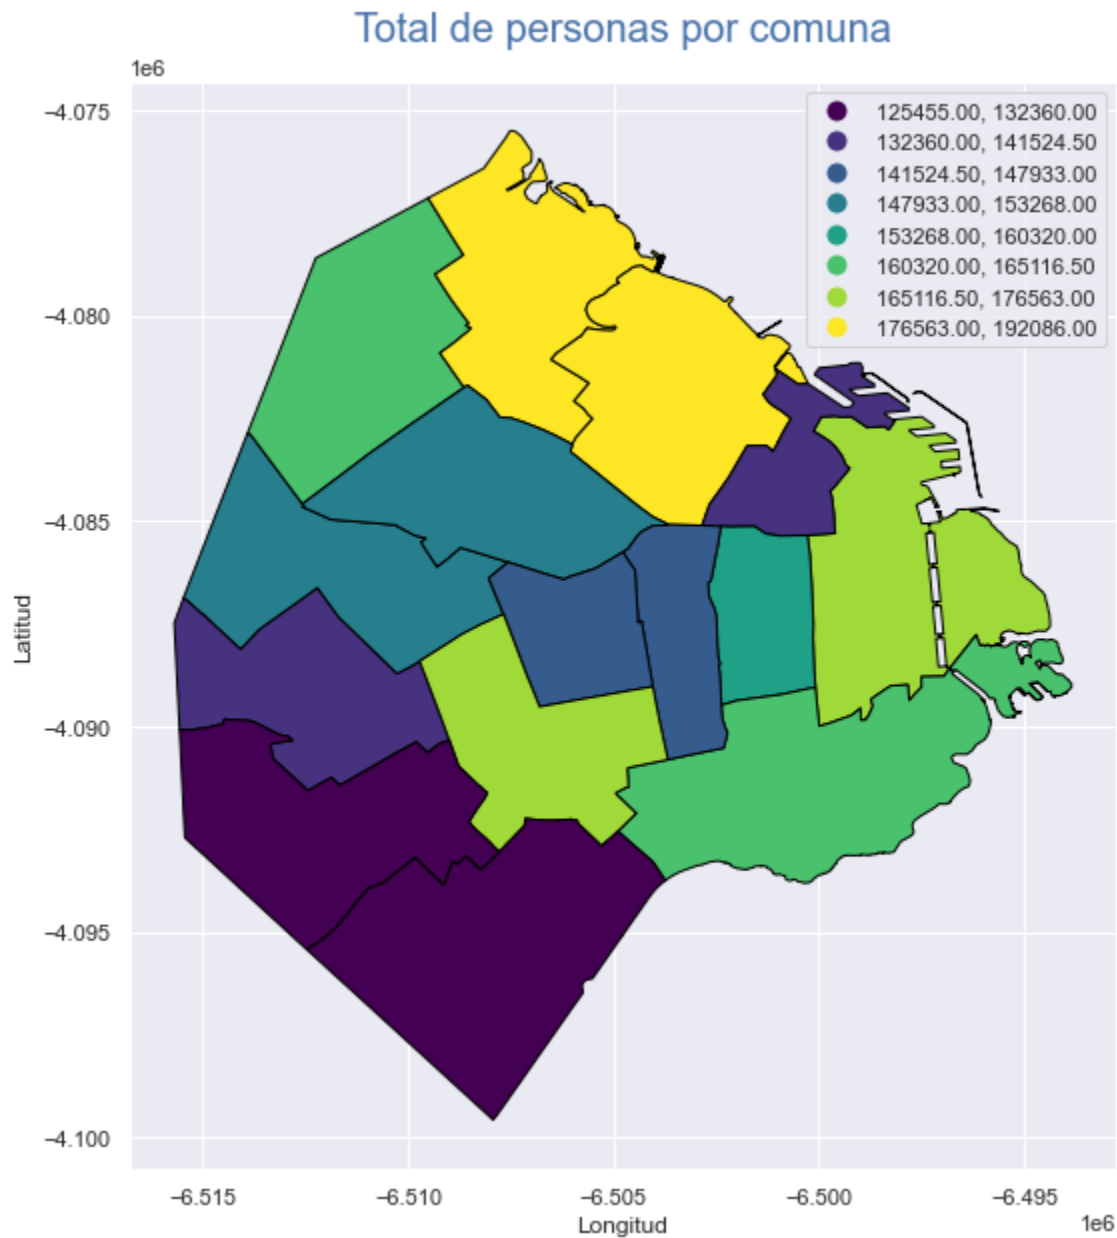 Total de personas por comuna
1e6
−4.075
−4.080
−4.085
−4.090
−4.095
−4.100
Latitud
125455.00, 132360.00
132360.00, 141524.50
141524.50, 147933.00
147933.00, 153268.00
153268.00, 160320.00
160320.00, 165116.50
165116.50, 176563.00
176563.00, 192086.00
−6.515 −6.510 −6.505 −6.500 −6.495
Longitud
1e6